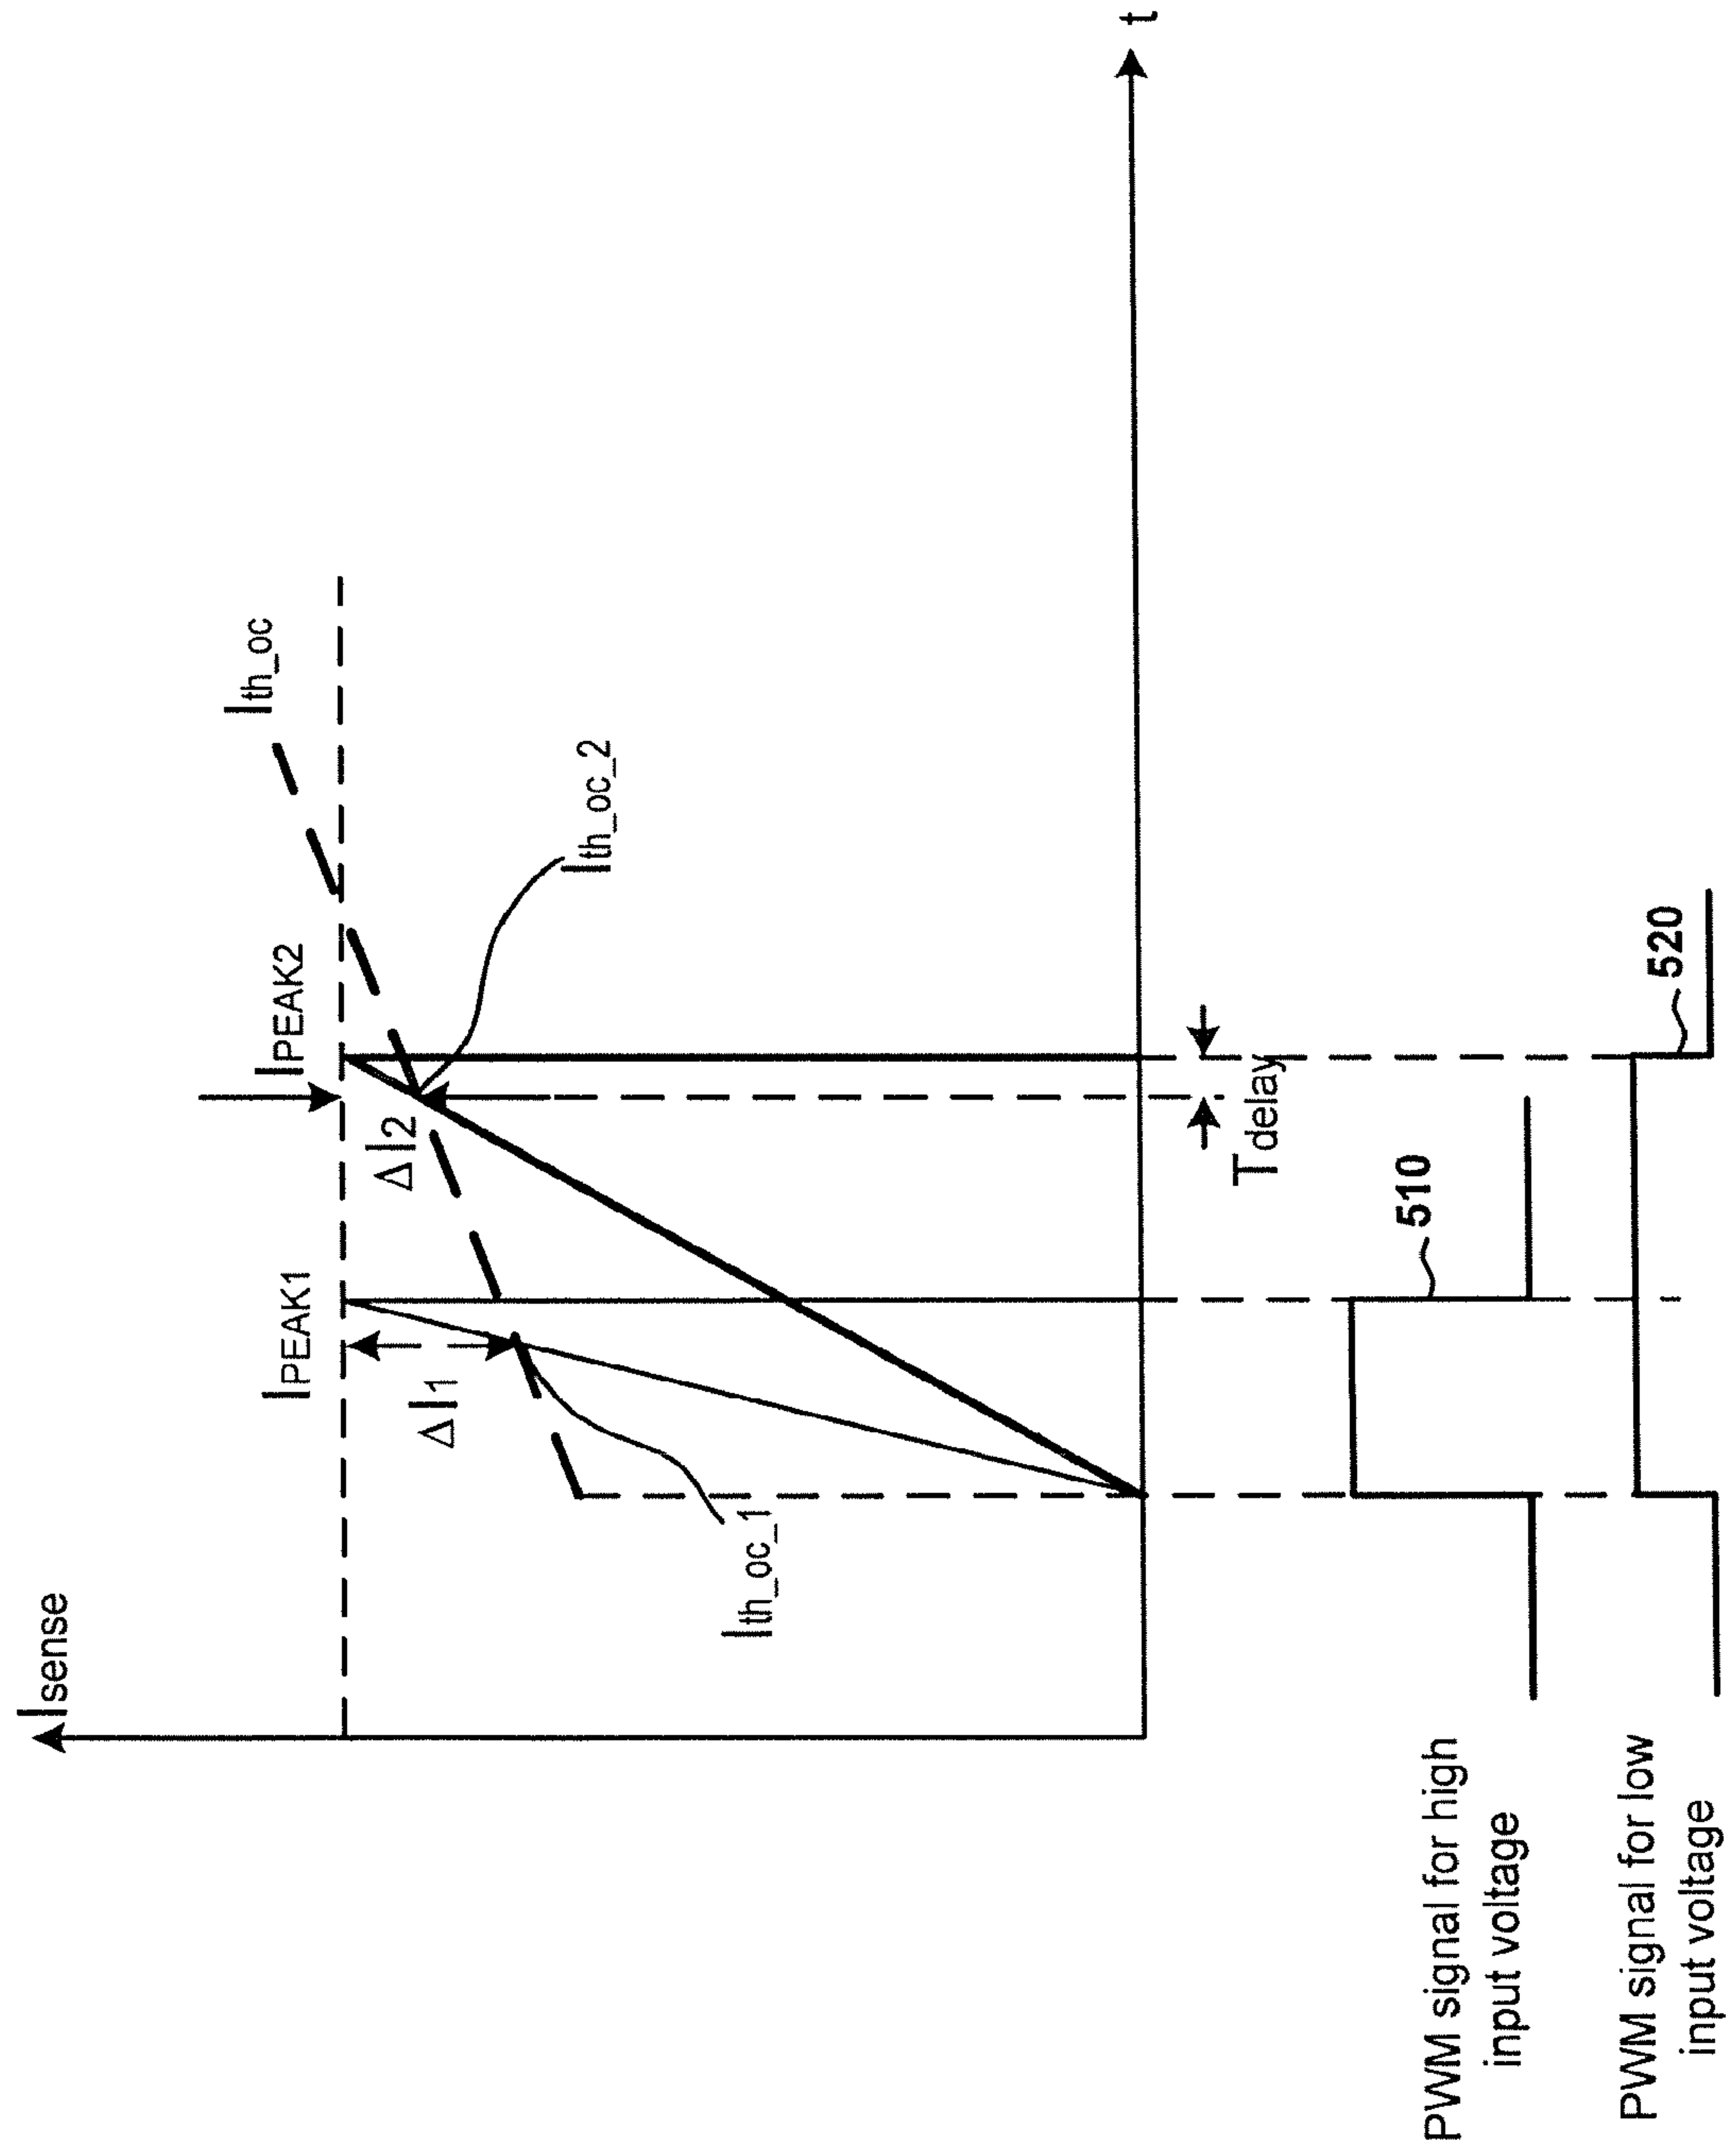 Isense
IPEAK1
IPEAK2
Ith_oc
ΔI1
ΔI2
Ith_oc_1
Ith_oc_2
t
Tdelay
PWM signal for high
input voltage
510
PWM signal for low
input voltage
520